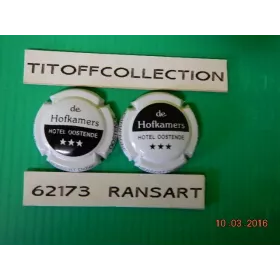 TITOFFCOLLECTION
de
Hofkamers
HOTEL OOSTENDE
★★★
de
Hofkamers
HOTEL OOSTENDE
★★★
62173 RANSART
10 03 2016